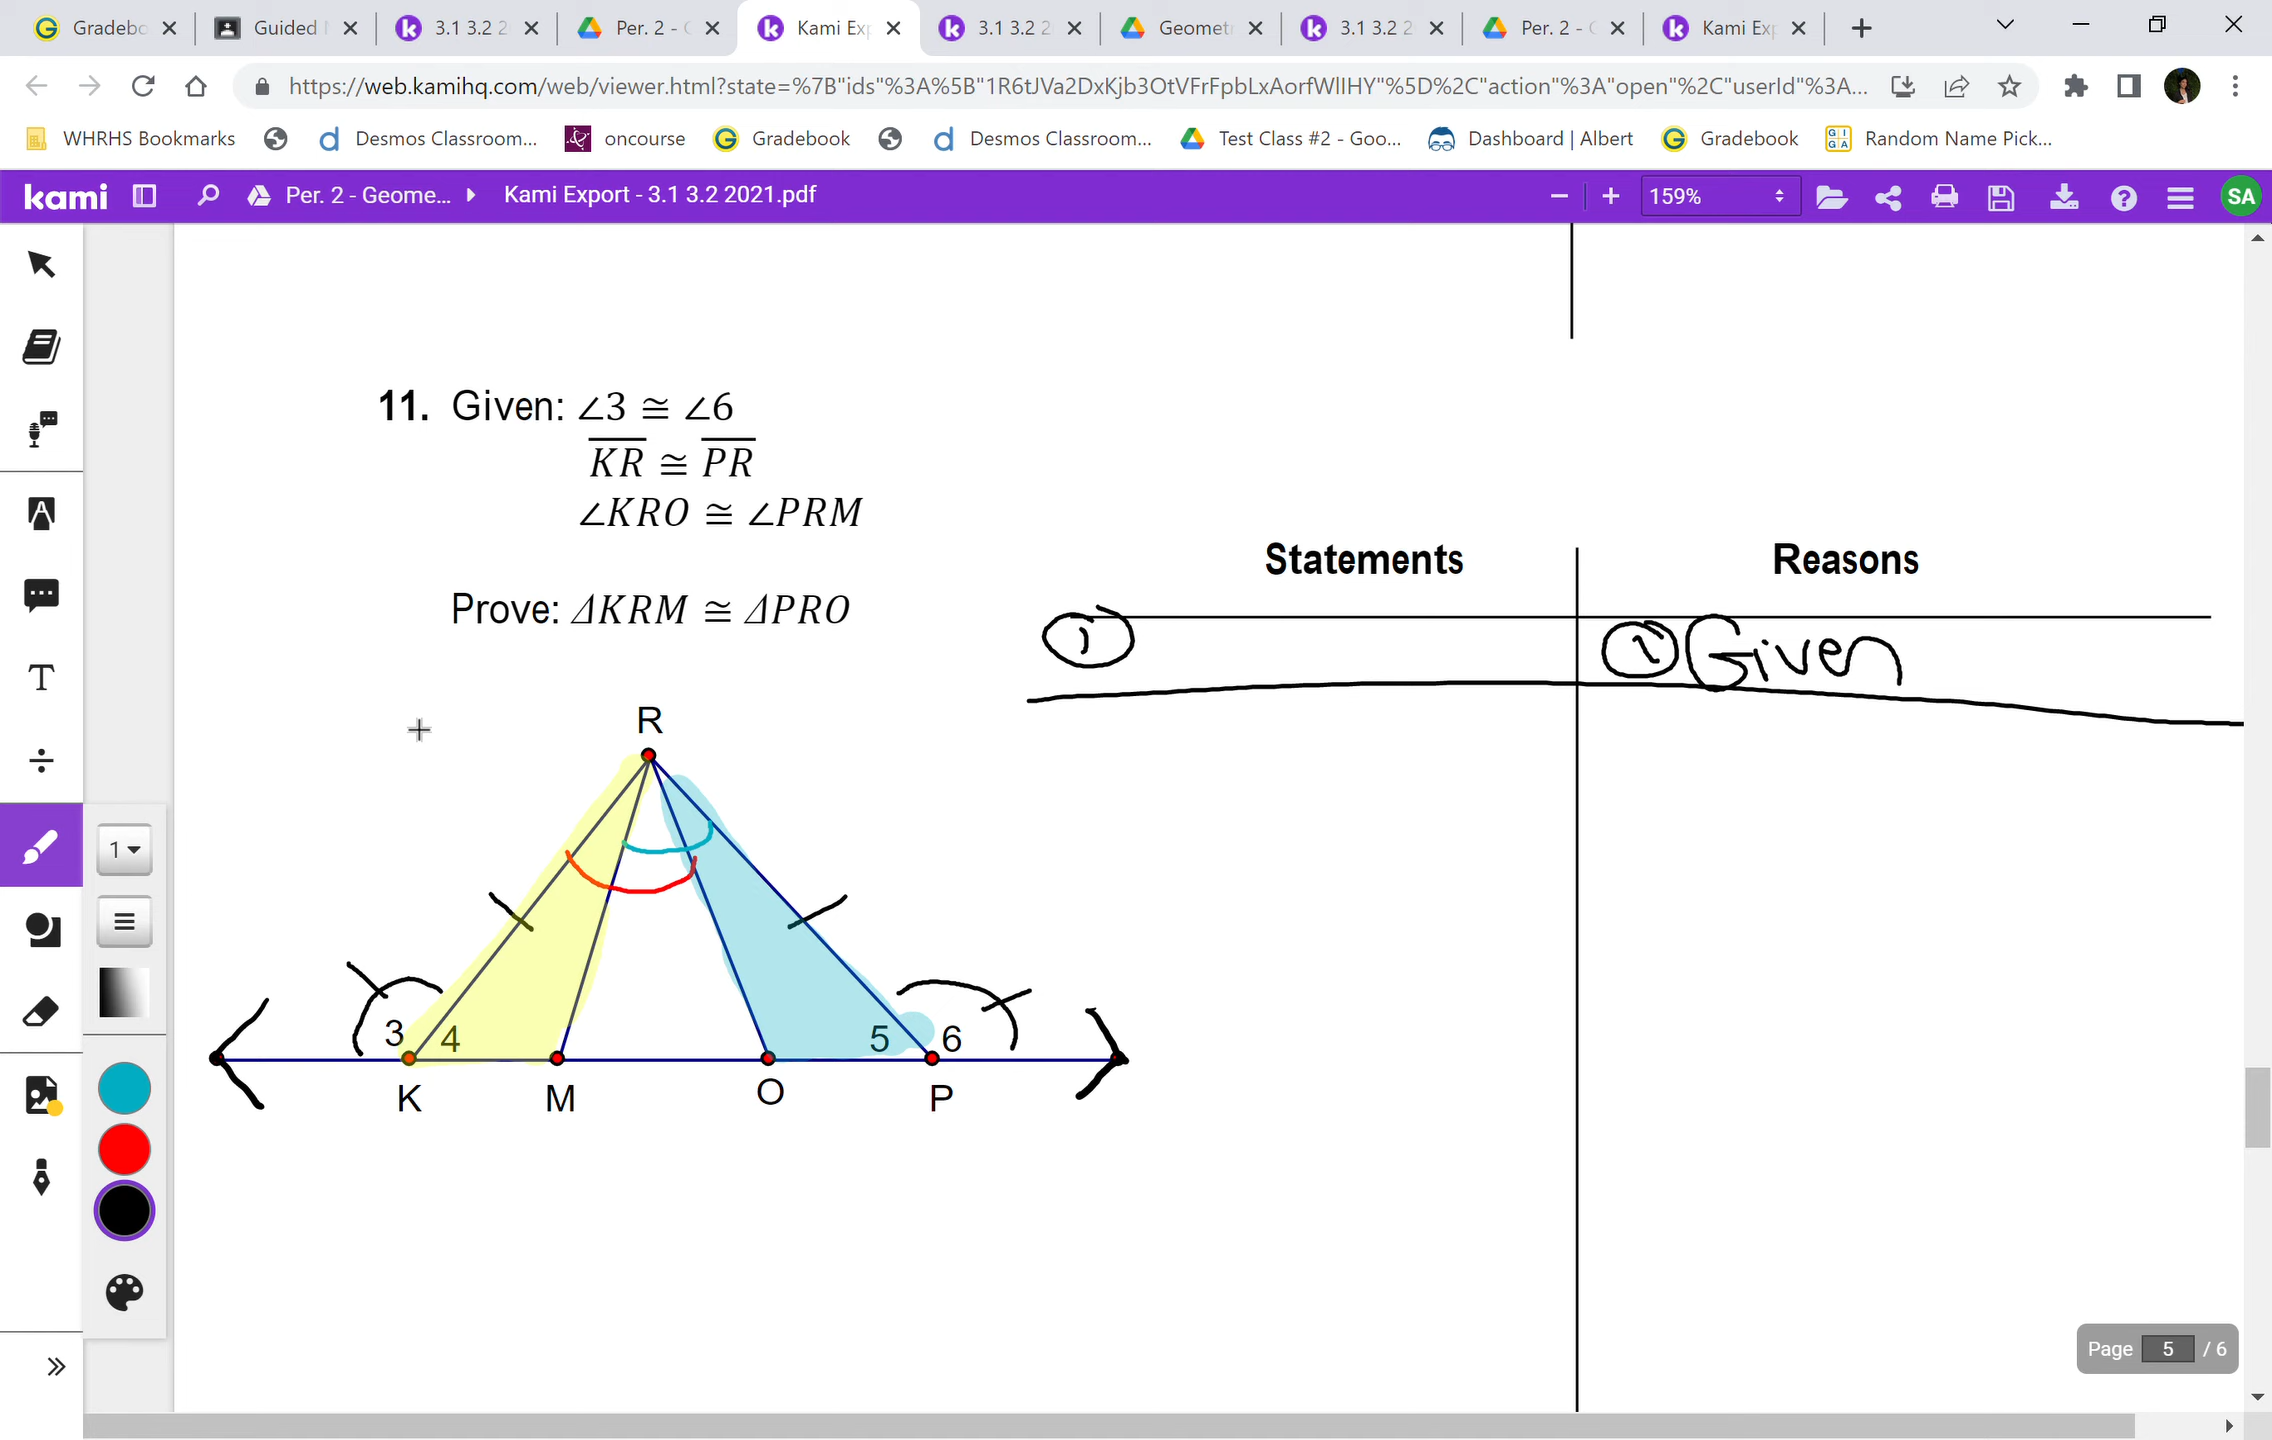 Gradebo
Guided
3.1 3.2 2
Per. 2 -
Kami Exp
3.1 3.2 2
Geomet
3.1 3.2 2
Per. 2 -
Kami Exp
https://web.kamihq.com/web/viewer.html?state=%7B"ids"%3A%5B"1R6tJVa2DxKjb3OtVFrFpbLxAorfWlIHY"%5D%2C"action"%3A"open"%2C"userId"%3A...
WHRHS Bookmarks
Desmos Classroom...
oncourse
Gradebook
Desmos Classroom...
Test Class #2 - Goo...
Dashboard | Albert
Gradebook
Random Name Pick...
kami
Per. 2 - Geome...
Kami Export - 3.1 3.2 2021.pdf
159%
SA
11. Given: ∠3 ≅ ∠6
K̅R̅ ≅ P̅R̅
∠KRO ≅ ∠PRM
Prove: ΔKRM ≅ ΔPRO
Statements
Reasons
①
① Given
R
3 4 5 6
K M O P
1
Page 5 / 6